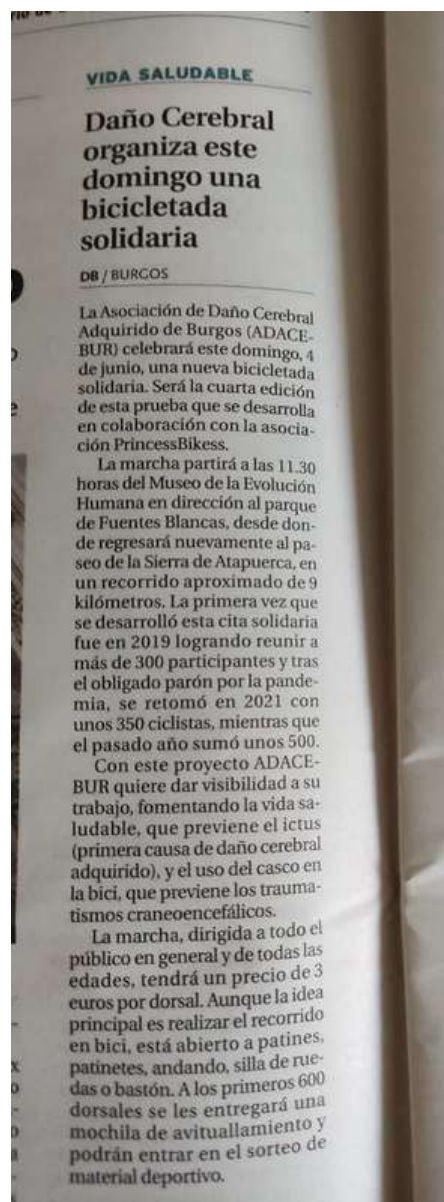 VIDA SALUDABLE
Daño Cerebral
organiza este
domingo una
bicicletada
solidaria
DB / BURGOS
La Asociación de Daño Cerebral
Adquirido de Burgos (ADACE-
BUR) celebrará este domingo, 4
de junio, una nueva bicicletada
solidaria. Será la cuarta edición
de esta prueba que se desarrolla
en colaboración con la asocia-
ción PrincessBikess.
La marcha partirá a las 11.30
horas del Museo de la Evolución
Humana en dirección al parque
de Fuentes Blancas, desde don-
de regresará nuevamente al pa-
seo de la Sierra de Atapuerca, en
un recorrido aproximado de 9
kilómetros. La primera vez que
se desarrolló esta cita solidaria
fue en 2019 logrando reunir a
más de 300 participantes y tras
el obligado parón por la pande-
mia, se retomó en 2021 con
unos 350 ciclistas, mientras que
el pasado año sumó unos 500.
Con este proyecto ADACE-
BUR quiere dar visibilidad a su
trabajo, fomentando la vida sa-
ludable, que previene el ictus
(primera causa de daño cerebral
adquirido), y el uso del casco en
la bici, que previene los trauma-
tismos craneoencefálicos.
La marcha, dirigida a todo el
público en general y de todas las
edades, tendrá un precio de 3
euros por dorsal. Aunque la idea
principal es realizar el recorrido
en bici, está abierto a patines,
patinetes, andando, silla de rue-
das o bastón. A los primeros 600
dorsales se les entregará una
mochila de avituallamiento y
podrán entrar en el sorteo de
material deportivo.